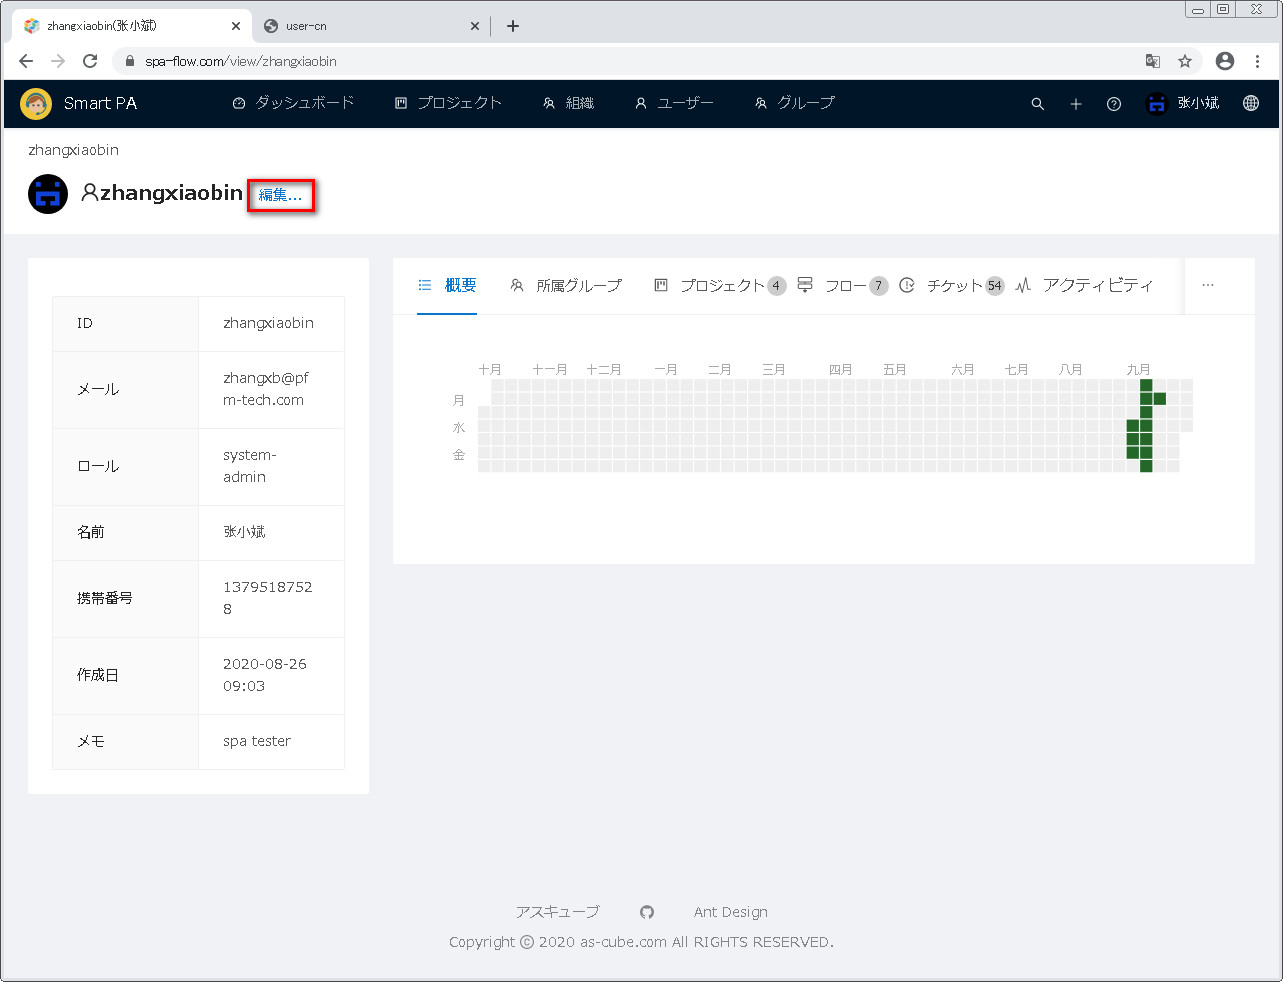 zhangxiaobin(张小斌)
user-cn
spa-flow.com/view/zhangxiaobin
Smart PA
ダッシュボード
プロジェクト
組織
ユーザー
グループ
张小斌
zhangxiaobin
zhangxiaobin 編集...
概要
所属グループ
プロジェクト 4
フロー 7
チケット 54
アクティビティ
...
ID
zhangxiaobin
メール
zhangxb@pf
m-tech.com
ロール
system-
admin
名前
张小斌
携帯番号
1379518752
8
作成日
2020-08-26
09:03
メモ
spa tester
十月 十一月 十二月 一月 二月 三月 四月 五月 六月 七月 八月 九月
月
水
金
アスキューブ
Ant Design
Copyright © 2020 as-cube.com All RIGHTS RESERVED.